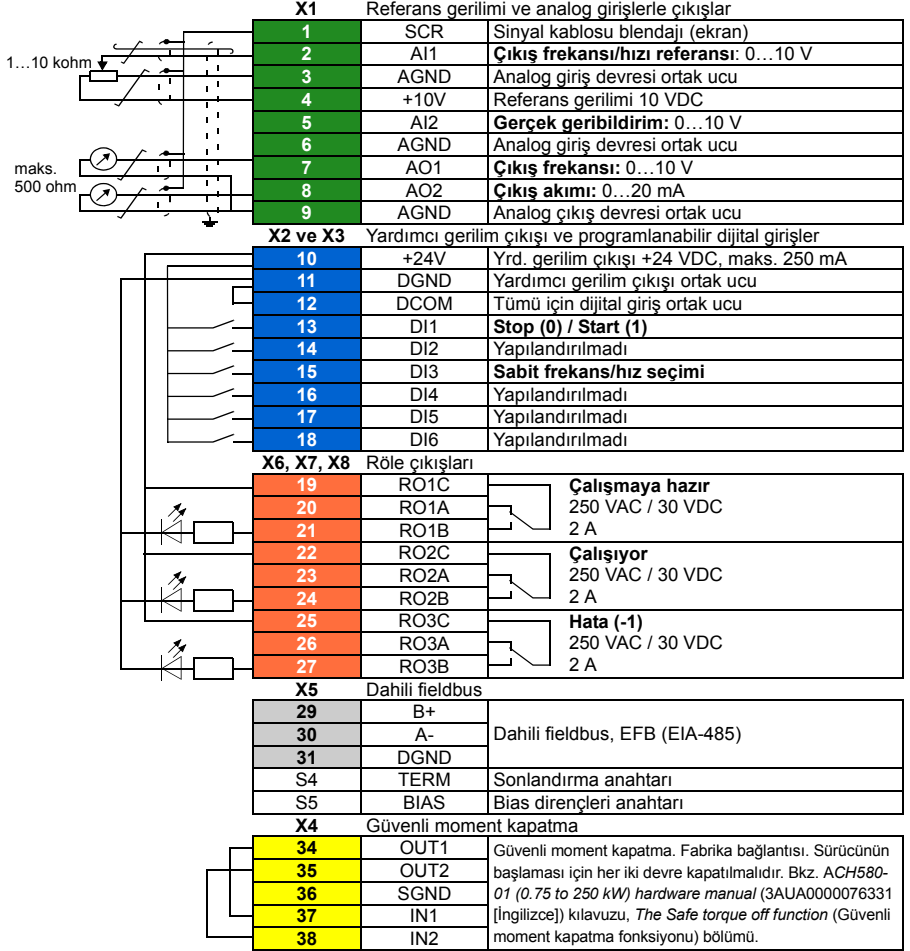 X1 Referans gerilimi ve analog girişlerle çıkışlar
1 SCR Sinyal kablosu blendajı (ekran)
2 AI1 Çıkış frekansı/hızı referansı: 0…10 V
1…10 kohm
3 AGND Analog giriş devresi ortak ucu
4 +10V Referans gerilimi 10 VDC
5 AI2 Gerçek geribildirim: 0…10 V
6 AGND Analog giriş devresi ortak ucu
maks.
500 ohm
7 AO1 Çıkış frekansı: 0…10 V
8 AO2 Çıkış akımı: 0…20 mA
9 AGND Analog çıkış devresi ortak ucu
X2 ve X3 Yardımcı gerilim çıkışı ve programlanabilir dijital girişler
10 +24V Yrd. gerilim çıkışı +24 VDC, maks. 250 mA
11 DGND Yardımcı gerilim çıkışı ortak ucu
12 DCOM Tümü için dijital giriş ortak ucu
13 DI1 Stop (0) / Start (1)
14 DI2 Yapılandırılmadı
15 DI3 Sabit frekans/hız seçimi
16 DI4 Yapılandırılmadı
17 DI5 Yapılandırılmadı
18 DI6 Yapılandırılmadı
X6, X7, X8 Röle çıkışları
19 RO1C Çalışmaya hazır
20 RO1A 250 VAC / 30 VDC
21 RO1B 2 A
22 RO2C Çalışıyor
23 RO2A 250 VAC / 30 VDC
24 RO2B 2 A
25 RO3C Hata (-1)
26 RO3A 250 VAC / 30 VDC
27 RO3B 2 A
X5 Dahili fieldbus
29 B+
30 A- Dahili fieldbus, EFB (EIA-485)
31 DGND
S4 TERM Sonlandırma anahtarı
S5 BIAS Bias dirençleri anahtarı
X4 Güvenli moment kapatma
34 OUT1 Güvenli moment kapatma. Fabrika bağlantısı. Sürücünün
35 OUT2 başlaması için her iki devre kapatılmalıdır. Bkz. ACH580-
36 SGND 01 (0.75 to 250 kW) hardware manual (3AUA0000076331
37 IN1 [İngilizce]) kılavuzu, The Safe torque off function (Güvenli
38 IN2 moment kapatma fonksiyonu) bölümü.